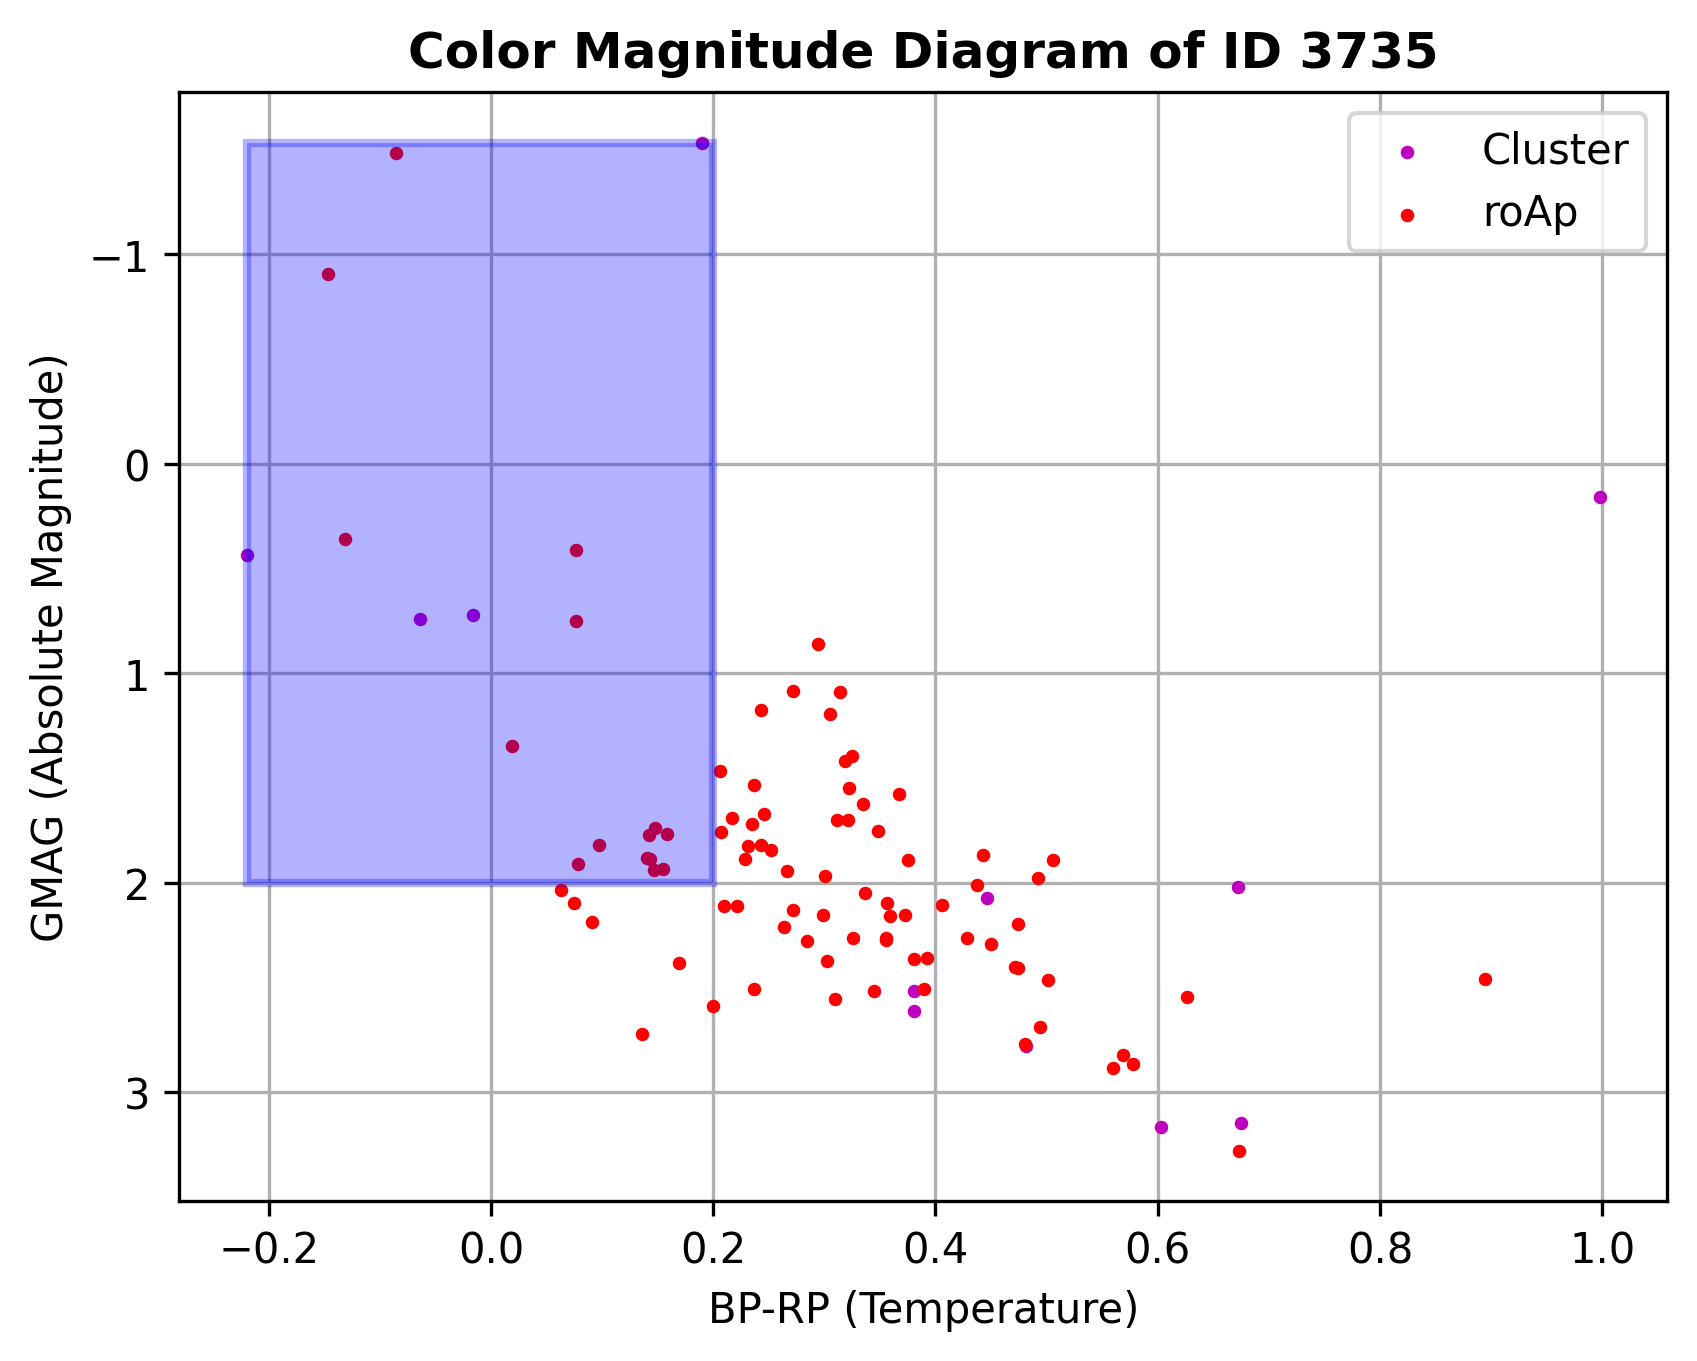 Color Magnitude Diagram of ID 3735
Cluster
roAp
GMAG (Absolute Magnitude)
−1
0
1
2
3
−0.2 0.0 0.2 0.4 0.6 0.8 1.0
BP-RP (Temperature)